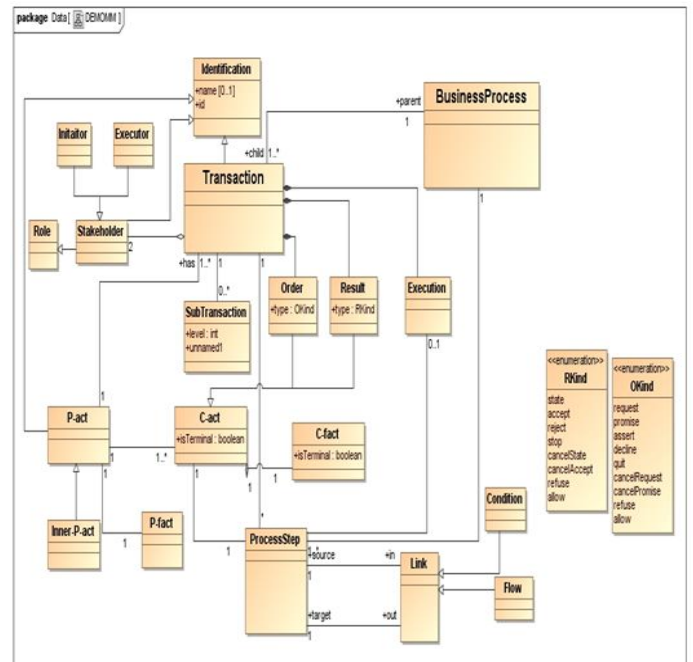 package Data[ DEMOMM ]
Identification
+name [0..1]
+id
BusinessProcess
+parent
1
Initaitor
Executor
+child
1..*
Transaction
1
Role
Stakeholder
2
+has
1..*
1
1
0..*
Order
+type : OKind
Result
+type : RKind
Execution
0..1
SubTransaction
+level : int
+unnamed1
<<enumeration>>
RKind
state
accept
reject
stop
cancelState
cancelAccept
refuse
allow
<<enumeration>>
OKind
request
promise
assert
decline
quit
cancelRequest
cancelPromise
refuse
allow
1
P-act
1
1..*
C-act
+isTerminal : boolean
C-fact
+isTerminal : boolean
1
1
1
1
Inner-P-act
1
P-fact
*
Condition
1
ProcessStep
+source
1
+in
Link
Flow
+target
1
+out